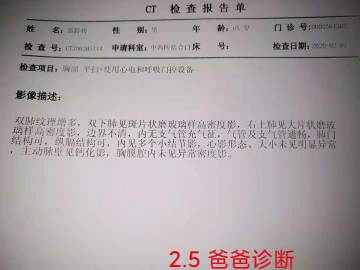 CT 检查报告单
姓名: 性别: 男 年龄: 门诊号:
检查号: 申请科室: 中西医结合门 床号: 检查日期: 2020-02-05
检查项目: 胸部 平扫+使用心电和呼吸门控设备
影像描述:
双肺纹理增多, 双下肺见斑片状磨玻璃样高密度影, 右上肺见大片状磨玻
璃样高密度影, 边界不清, 内无支气管充气征, 气管及支气管通畅, 肺门
结构可, 纵膈结构可, 内见多个小结节影, 心影形态、大小未见明显异常
, 主动脉壁见钙化影, 胸膜腔内未见异常密度影。
2.5 爸爸诊断